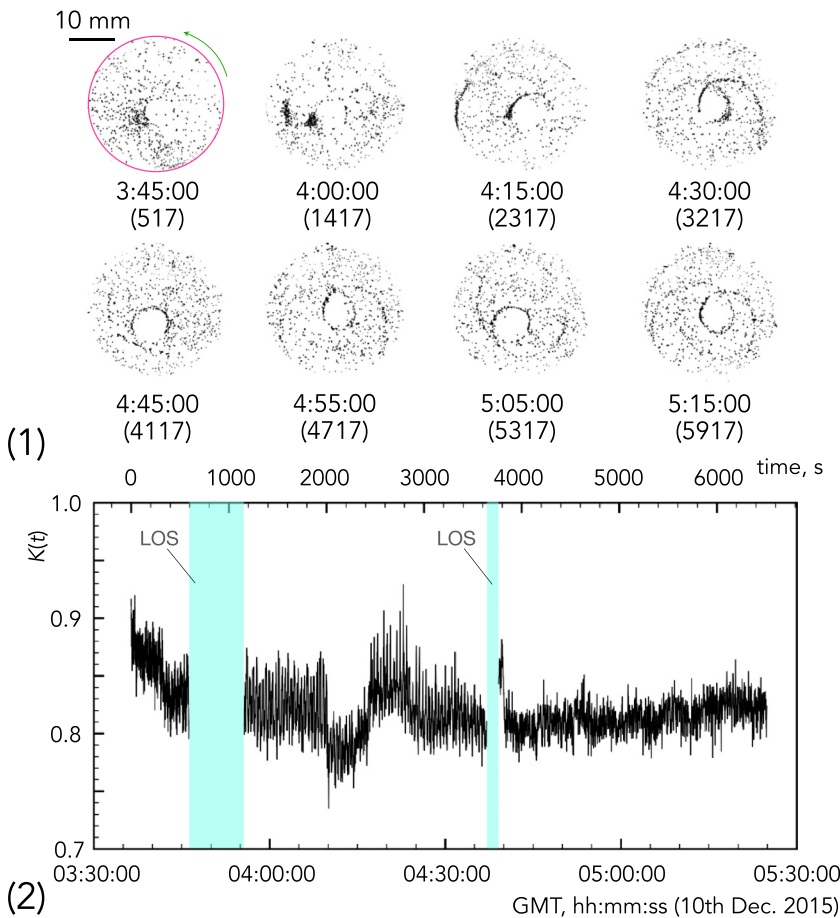 10 mm
3:45:00 4:00:00 4:15:00 4:30:00
(517) (1417) (2317) (3217)
4:45:00 4:55:00 5:05:00 5:15:00
(4117) (4717) (5317) (5917)
(1)
0 1000 2000 3000 4000 5000 6000 time, s
1.0
K(t)
LOS LOS
0.9
0.8
0.7
03:30:00 04:00:00 04:30:00 05:00:00 05:30:00
(2)
GMT, hh:mm:ss (10th Dec. 2015)